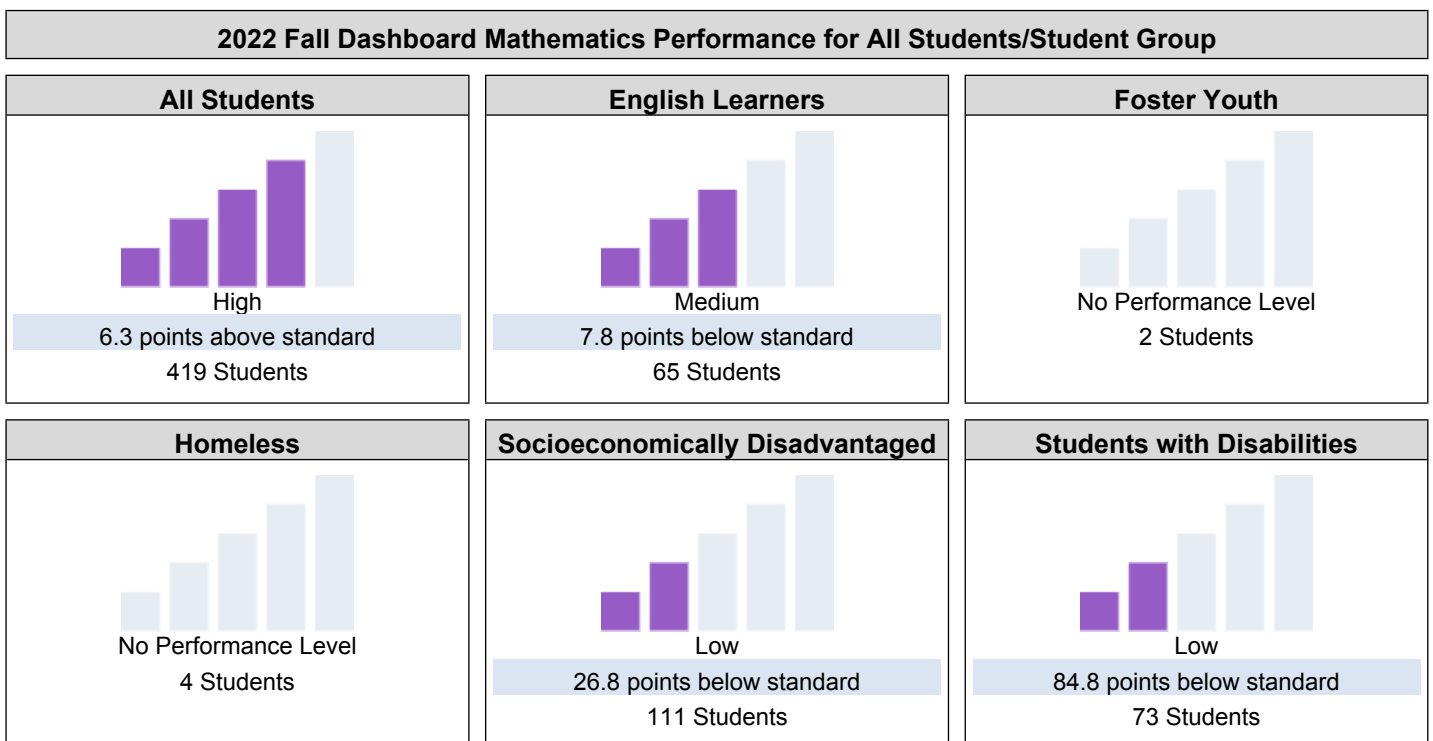 2022 Fall Dashboard Mathematics Performance for All Students/Student Group
All Students
High
6.3 points above standard
419 Students
English Learners
Medium
7.8 points below standard
65 Students
Foster Youth
No Performance Level
2 Students
Homeless
No Performance Level
4 Students
Socioeconomically Disadvantaged
Low
26.8 points below standard
111 Students
Students with Disabilities
Low
84.8 points below standard
73 Students